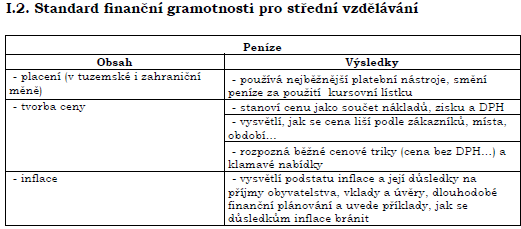 I.2. Standard finanční gramotnosti pro střední vzdělávání
Peníze
Obsah
Výsledky
- placení (v tuzemské i zahraniční
měně)
- používá nejběžnější platební nástroje, smění
peníze za použití kursovní lístku
- tvorba ceny
- stanoví cenu jako součet nákladů, zisku a DPH
- vysvětlí, jak se cena liší podle zákazníků, místa,
období…
- rozpozná běžné cenové triky (cena bez DPH…) a
klamavé nabídky
- inflace
- vysvětlí podstatu inflace a její důsledky na
příjmy obyvatelstva, vklady a úvěry, dlouhodobé
finanční plánování a uvede příklady, jak se
důsledkům inflace bránit